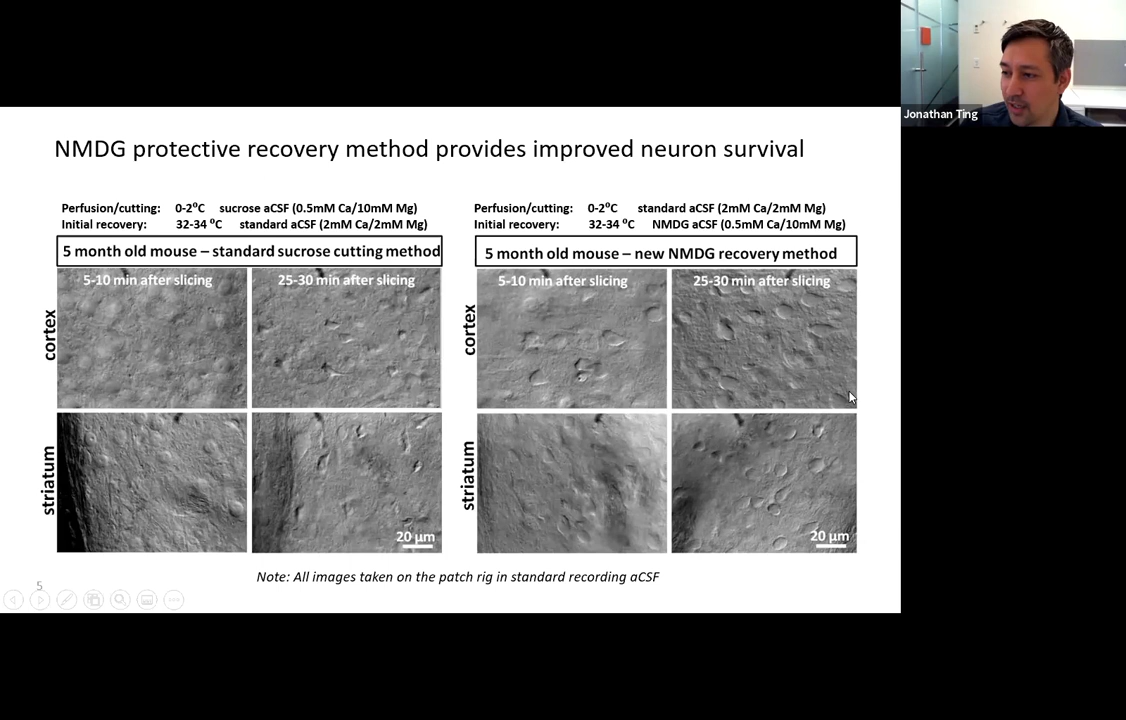 Jonathan Ting
NMDG protective recovery method provides improved neuron survival
Perfusion/cutting: 0-2°C sucrose aCSF (0.5mM Ca/10mM Mg)
Initial recovery: 32-34 °C standard aCSF (2mM Ca/2mM Mg)
5 month old mouse – standard sucrose cutting method
5-10 min after slicing
25-30 min after slicing
cortex
striatum
20 µm
Perfusion/cutting: 0-2°C standard aCSF (2mM Ca/2mM Mg)
Initial recovery: 32-34 °C NMDG aCSF (0.5mM Ca/10mM Mg)
5 month old mouse – new NMDG recovery method
5-10 min after slicing
25-30 min after slicing
cortex
striatum
20 µm
Note: All images taken on the patch rig in standard recording aCSF
5